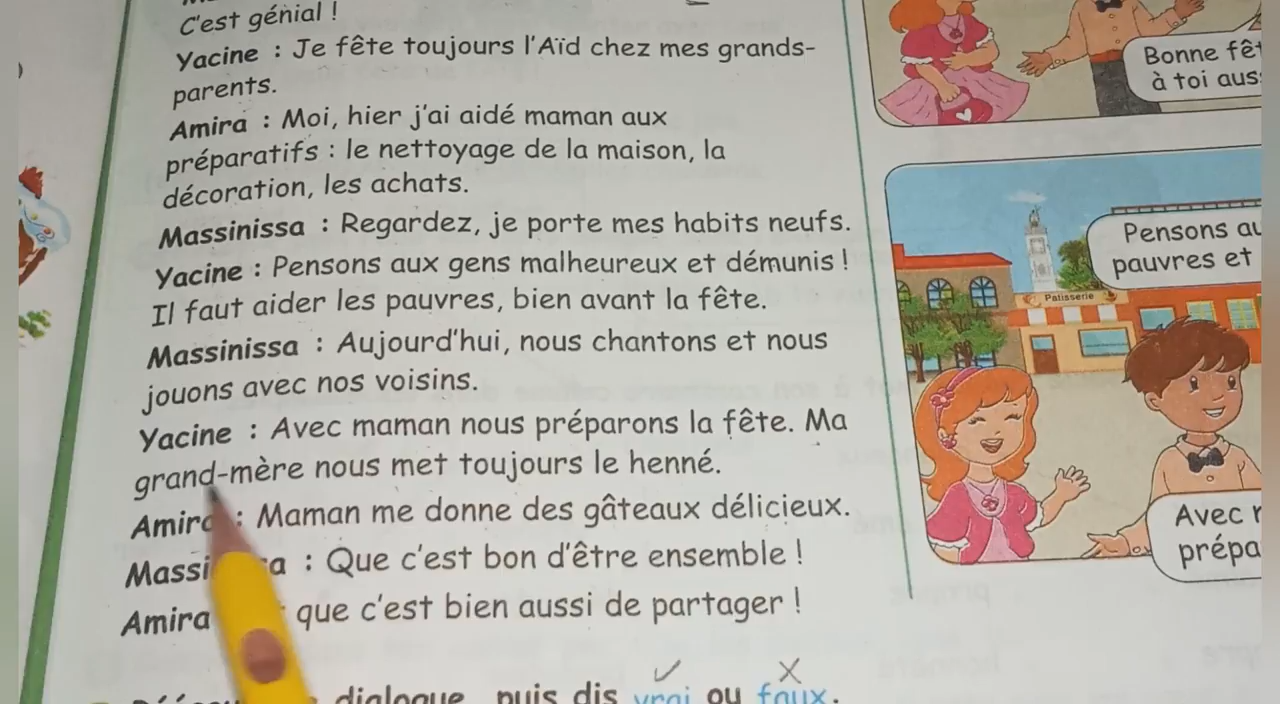 C'est génial !
Yacine : Je fête toujours l'Aïd chez mes grands-
parents.
Amira : Moi, hier j'ai aidé maman aux
préparatifs : le nettoyage de la maison, la
décoration, les achats.
Massinissa : Regardez, je porte mes habits neufs.
Yacine : Pensons aux gens malheureux et démunis !
Il faut aider les pauvres, bien avant la fête.
Massinissa : Aujourd'hui, nous chantons et nous
jouons avec nos voisins.
Yacine : Avec maman nous préparons la fête. Ma
grand-mère nous met toujours le henné.
Amira : Maman me donne des gâteaux délicieux.
Massinissa : Que c'est bon d'être ensemble !
Amira : que c'est bien aussi de partager !
dialogue puis dis vrai ou faux.
Bonne fêt
à toi aus
Pensons au
pauvres et
Patisserie
Avec
prépa